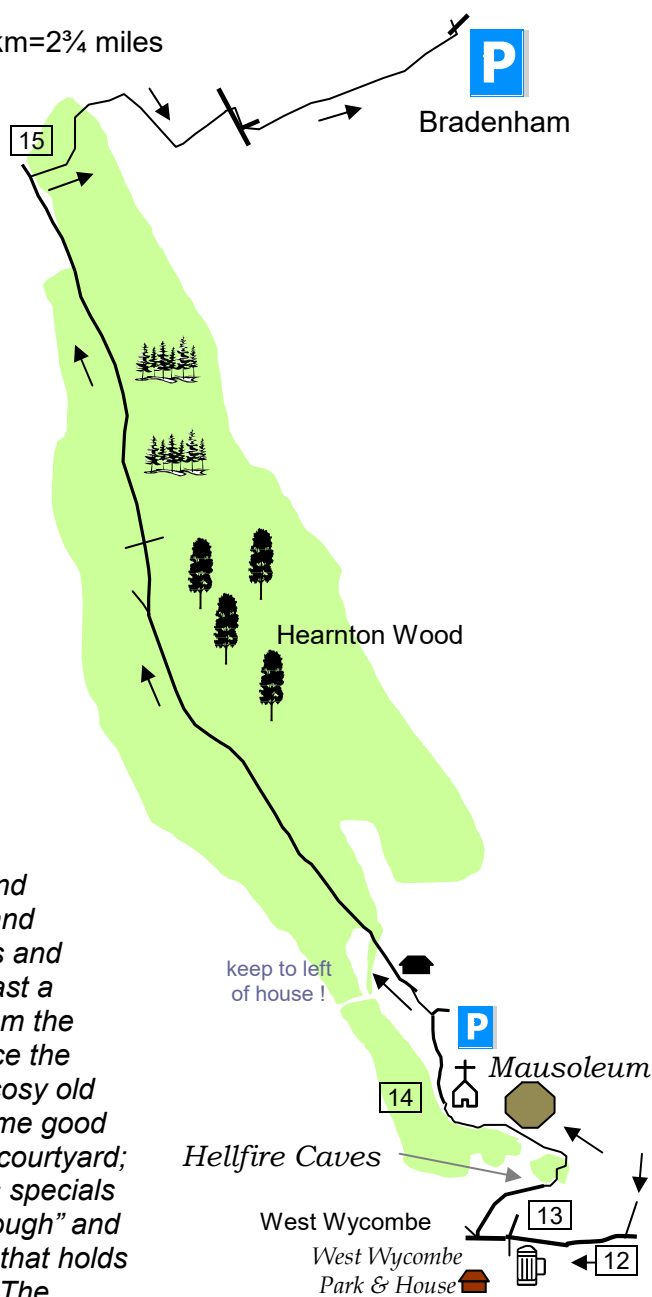 km=2¾ miles
P
Bradenham
15
Hearnton Wood
keep to left
of house !
P
Mausoleum
14
Hellfire Caves
13
West Wycombe
12
West Wycombe
Park & House
nd
and
s and
ast a
m the
ce the
cosy old
me good
courtyard;
specials
ough” and
that holds
The